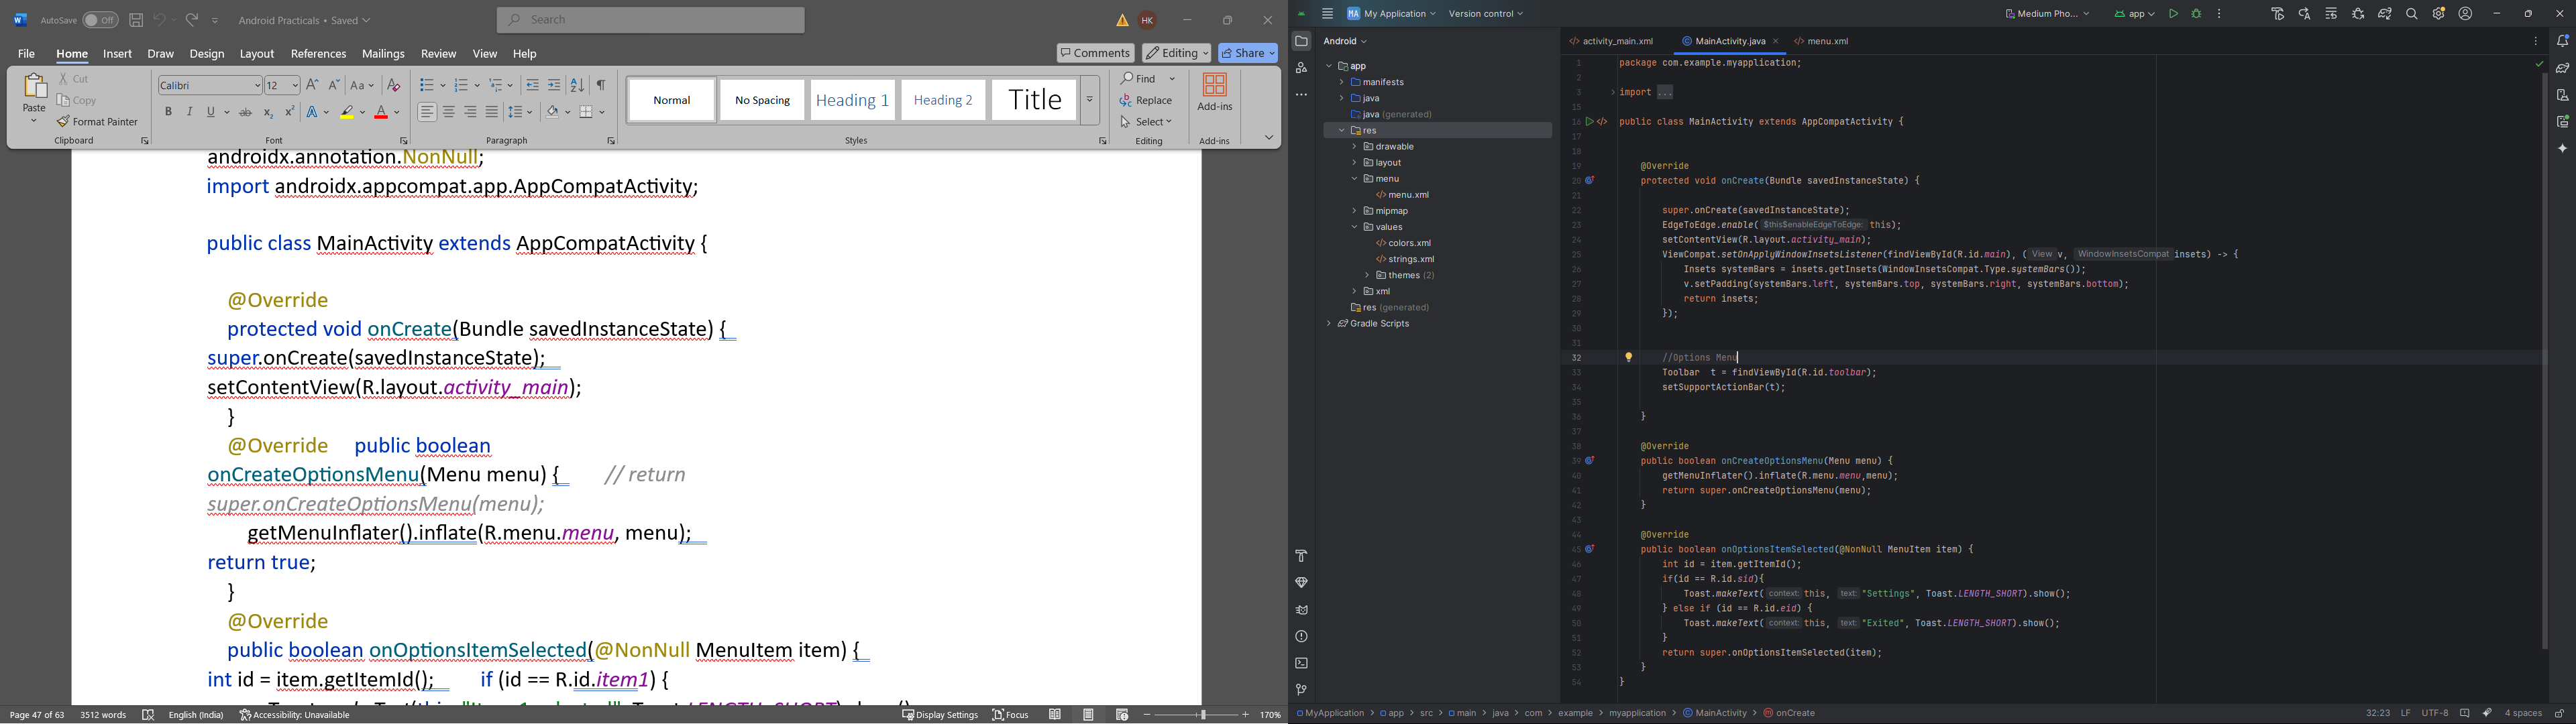 AutoSave Off Android Practicals • Saved Search HK
File Home Insert Draw Design Layout References Mailings Review View Help Comments Editing Share
Paste Cut Copy Format Painter
Calibri 12 Aa
B I U ab x₂ x² A A
Normal No Spacing Heading 1 Heading 2 Title
Find Replace Select Add-ins
Clipboard Font Paragraph Styles Editing Add-ins
androidx.annotation.NonNull;
import androidx.appcompat.app.AppCompatActivity;
public class MainActivity extends AppCompatActivity {
@Override
protected void onCreate(Bundle savedInstanceState) {
super.onCreate(savedInstanceState);
setContentView(R.layout.activity_main);
}
@Override public boolean
onCreateOptionsMenu(Menu menu) { // return
super.onCreateOptionsMenu(menu);
getMenuInflater().inflate(R.menu.menu, menu);
return true;
}
@Override
public boolean onOptionsItemSelected(@NonNull MenuItem item) {
int id = item.getItemId(); if (id == R.id.item1) {
Page 47 of 63 3512 words English (India) Accessibility: Unavailable Display Settings Focus 170%
MA My Application Version control Medium Pho... app
Android
app
manifests
java
java (generated)
res
drawable
layout
menu
menu.xml
mipmap
values
colors.xml
strings.xml
themes (2)
xml
res (generated)
Gradle Scripts
activity_main.xml MainActivity.java menu.xml
1 package com.example.myapplication;
2
3 import ...
15
16 public class MainActivity extends AppCompatActivity {
17
18
19 @Override
20 protected void onCreate(Bundle savedInstanceState) {
21
22 super.onCreate(savedInstanceState);
23 EdgeToEdge.enable( $this$enableEdgeToEdge: this);
24 setContentView(R.layout.activity_main);
25 ViewCompat.setOnApplyWindowInsetsListener(findViewById(R.id.main), ( View v, WindowInsetsCompat insets) -> {
26 Insets systemBars = insets.getInsets(WindowInsetsCompat.Type.systemBars());
27 v.setPadding(systemBars.left, systemBars.top, systemBars.right, systemBars.bottom);
28 return insets;
29 });
30
31
32 //Options Menu
33 Toolbar t = findViewById(R.id.toolbar);
34 setSupportActionBar(t);
35
36 }
37
38 @Override
39 public boolean onCreateOptionsMenu(Menu menu) {
40 getMenuInflater().inflate(R.menu.menu,menu);
41 return super.onCreateOptionsMenu(menu);
42 }
43
44 @Override
45 public boolean onOptionsItemSelected(@NonNull MenuItem item) {
46 int id = item.getItemId();
47 if(id == R.id.sid){
48 Toast.makeText( context: this, text: "Settings", Toast.LENGTH_SHORT).show();
49 } else if (id == R.id.eid) {
50 Toast.makeText( context: this, text: "Exited", Toast.LENGTH_SHORT).show();
51 }
52 return super.onOptionsItemSelected(item);
53 }
54 }
MyApplication > app > src > main > java > com > example > myapplication > MainActivity > onCreate 32:23 LF UTF-8 4 spaces